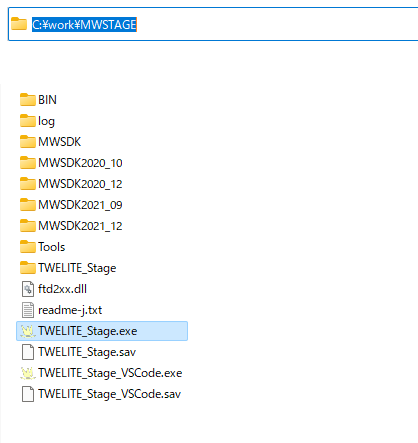 C:¥work¥MWSTAGE
BIN
log
MWSDK
MWSDK2020_10
MWSDK2020_12
MWSDK2021_09
MWSDK2021_12
Tools
TWELITE_Stage
ftd2xx.dll
readme-j.txt
TWELITE_Stage.exe
TWELITE_Stage.sav
TWELITE_Stage_VSCode.exe
TWELITE_Stage_VSCode.sav